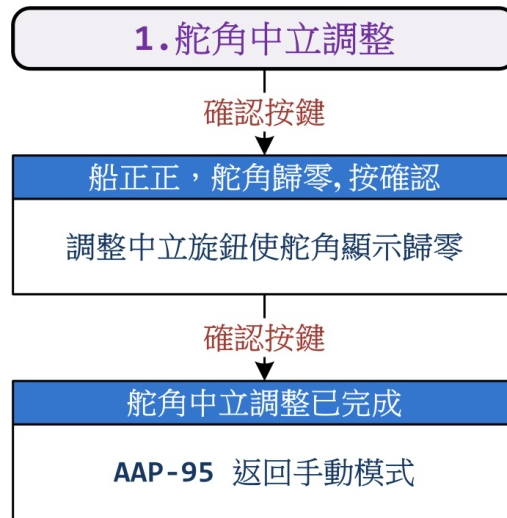 1.舵角中立調整
確認按鍵
船正正，舵角歸零,按確認
調整中立旋鈕使舵角顯示歸零
確認按鍵
舵角中立調整已完成
AAP-95 返回手動模式